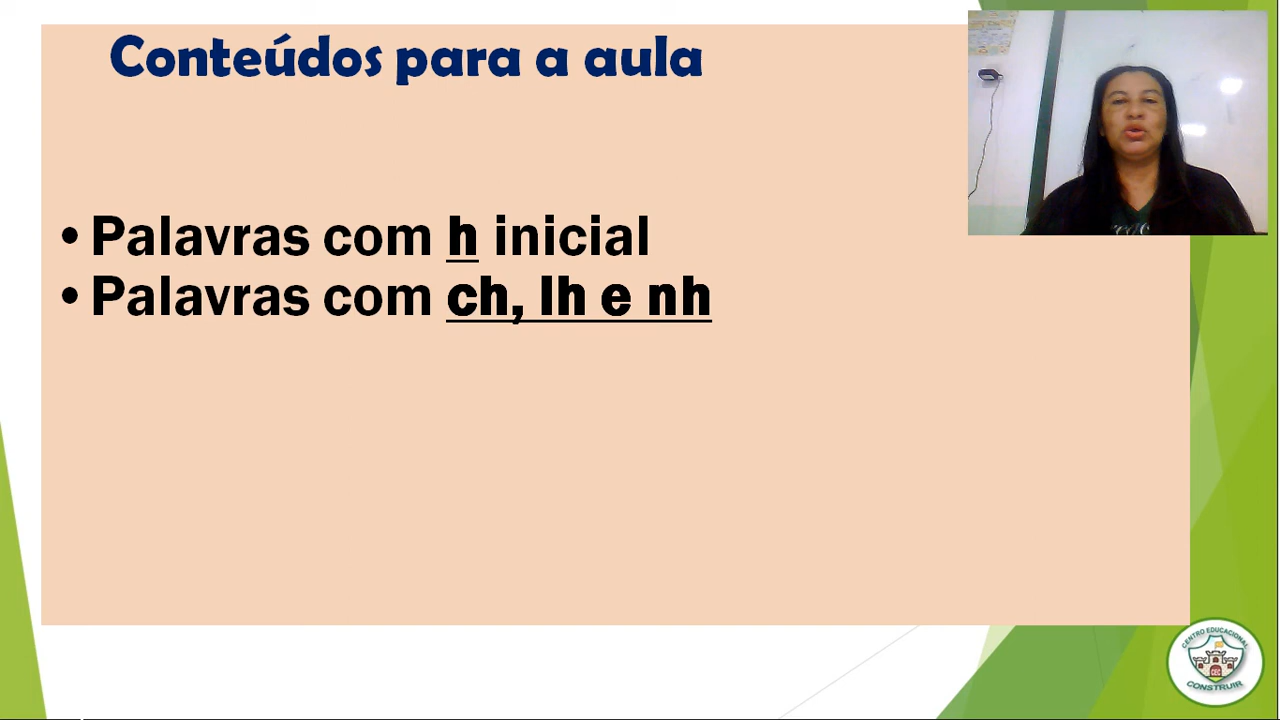 Conteúdos para a aula
• Palavras com h inicial
• Palavras com ch, lh e nh
CENTRO EDUCACIONAL
CONSTRUIR